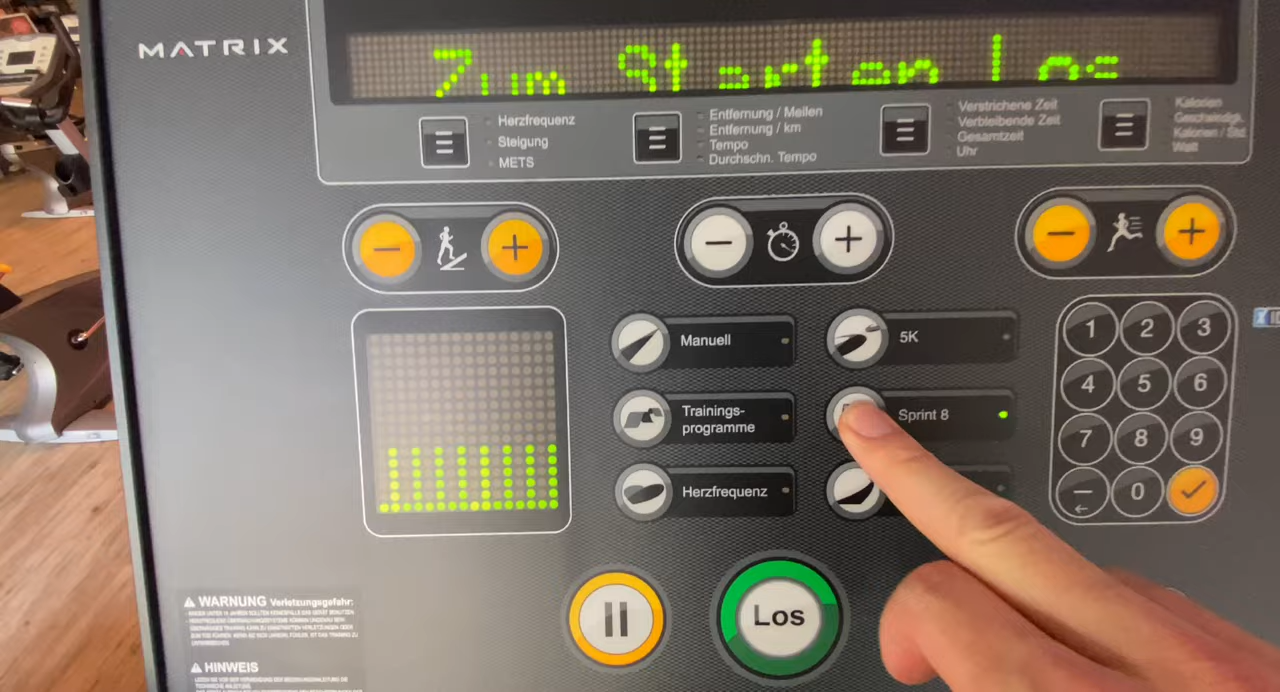 MATRIX
Zum Starten Los
Herzfrequenz
Steigung
METS
Entfernung / Meilen
Entfernung / km
Tempo
Durchschn. Tempo
Verstrichene Zeit
Verbleibende Zeit
Gesamtzeit
Uhr
Kalorien
Geschwindigk.
Kalorien / Std.
Watt
Manuell
5K
Trainings-
programme
Sprint 8
Herzfrequenz
1 2 3
4 5 6
7 8 9
0
Los
WARNUNG Verletzungsgefahr:
HINWEIS